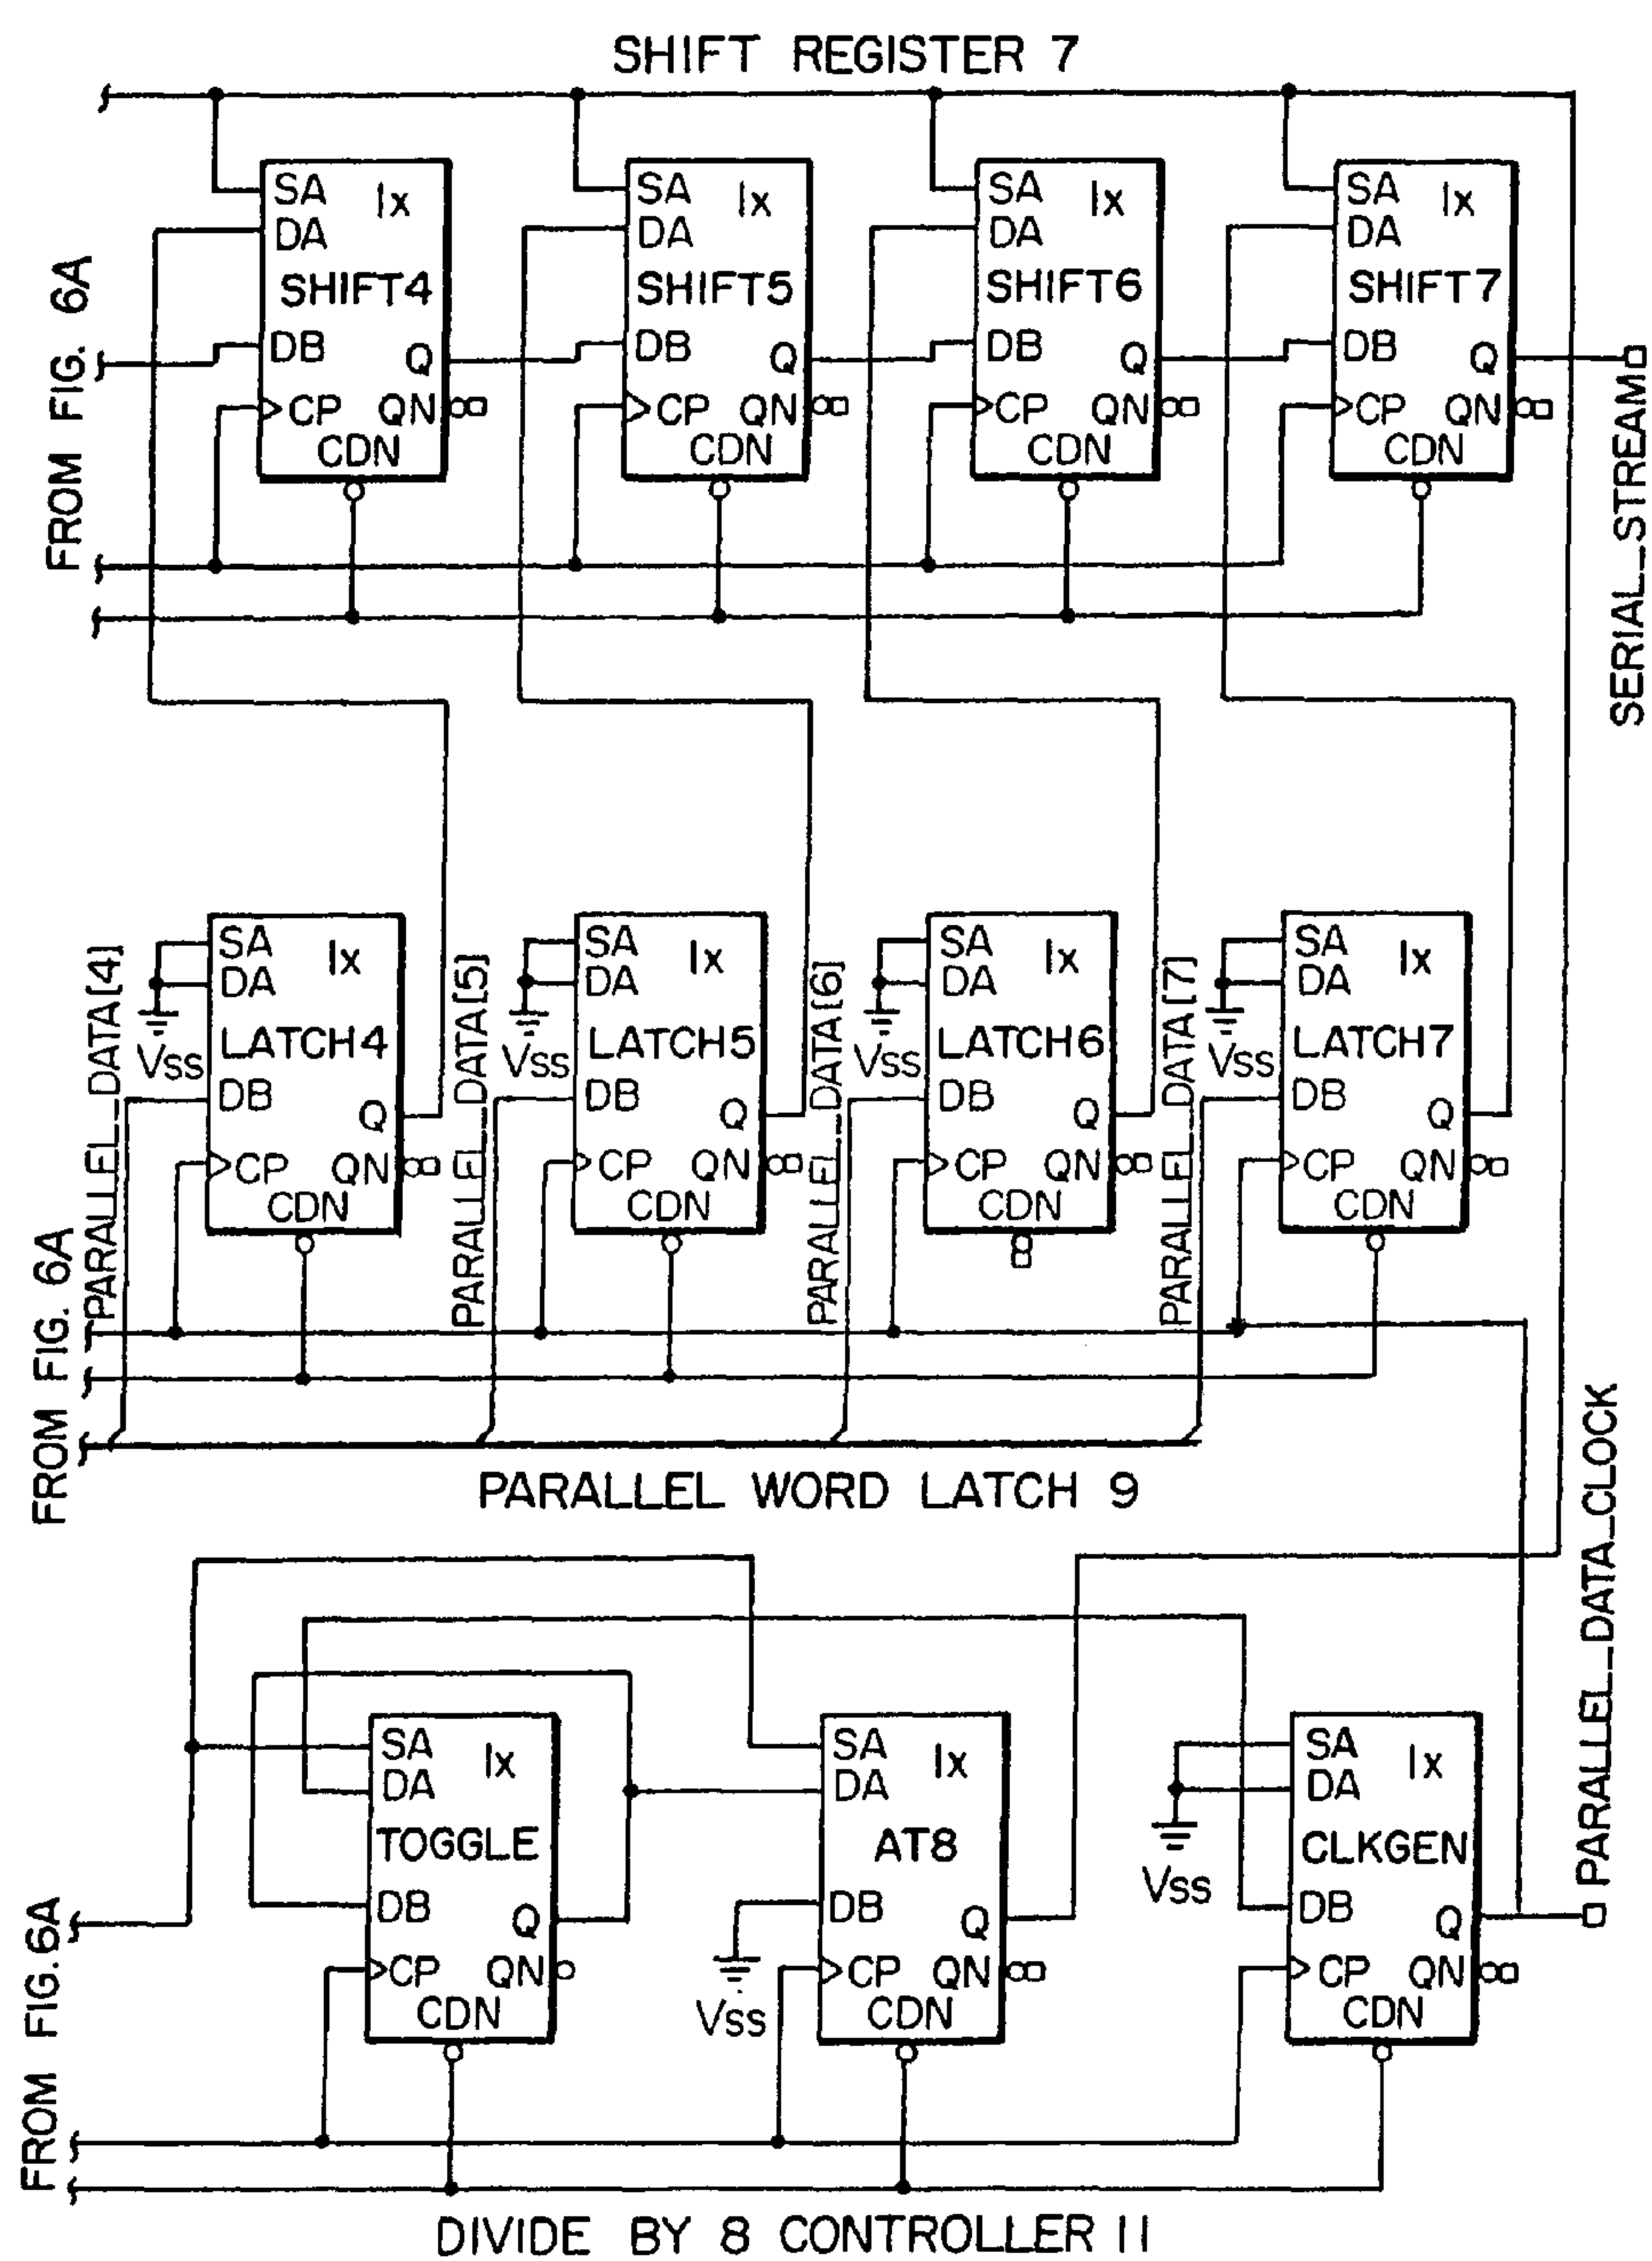 SHIFT REGISTER 7
SA Ix
DA
SHIFT4
DB Q
CP QN
CDN
SA Ix
DA
SHIFT5
DB Q
CP QN
CDN
SA Ix
DA
SHIFT6
DB Q
CP QN
CDN
SA Ix
DA
SHIFT7
DB Q
CP QN
CDN
FROM FIG. 6A
SERIAL_STREAM
PARALLEL_DATA[4]
SA Ix
DA
VSS
LATCH4
DB Q
CP QN
CDN
PARALLEL_DATA[5]
SA Ix
DA
VSS
LATCH5
DB Q
CP QN
CDN
PARALLEL_DATA[6]
SA Ix
DA
VSS
LATCH6
DB Q
CP QN
CDN
PARALLEL_DATA[7]
SA Ix
DA
VSS
LATCH7
DB Q
CP QN
CDN
FROM FIG. 6A
PARALLEL WORD LATCH 9
PARALLEL_DATA_CLOCK
SA Ix
DA
TOGGLE
DB Q
CP QN
CDN
SA Ix
DA
AT8
DB Q
VSS
CP QN
CDN
SA Ix
DA
VSS
CLKGEN
DB Q
CP QN
CDN
FROM FIG.6A
DIVIDE BY 8 CONTROLLER 11